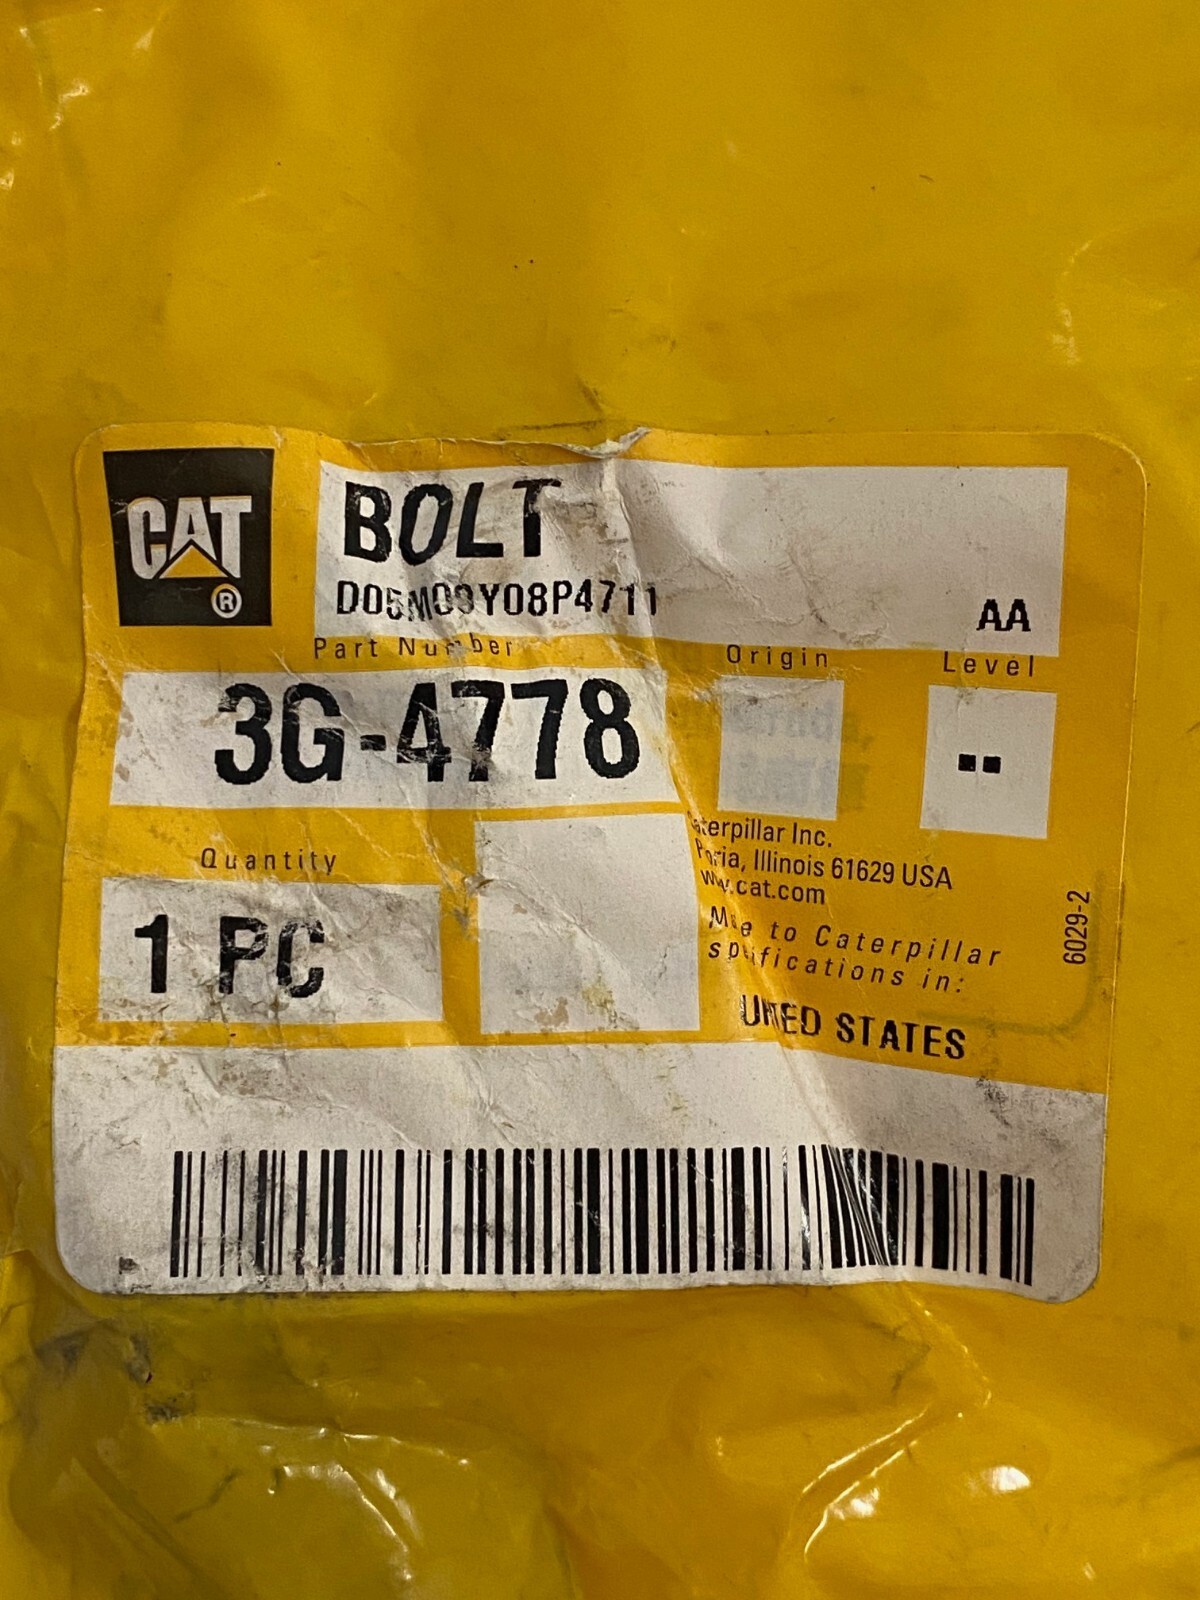 CAT
®
BOLT
D05M09Y08P4711
AA
Part Number
Origin
Level
3G-4778
Quantity
1 PC
Caterpillar Inc.
Peoria, Illinois 61629 USA
www.cat.com
Made to Caterpillar
specifications in:
UNITED STATES
6029-2